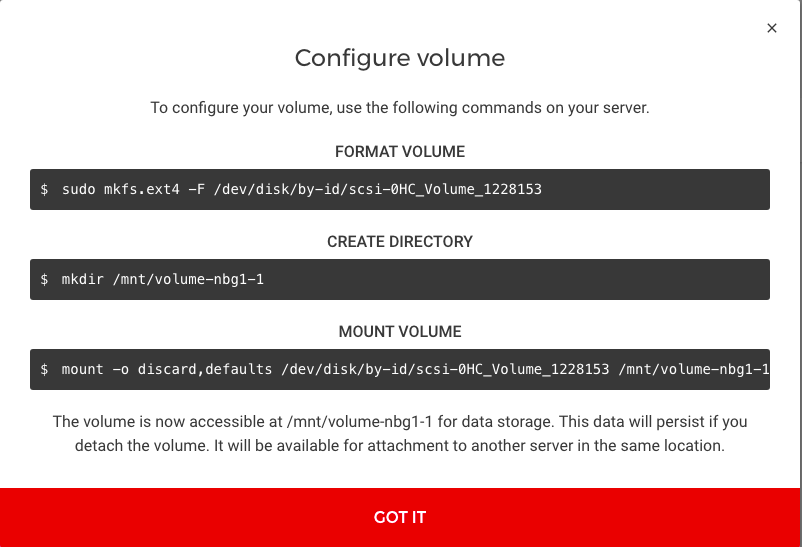 ×
Configure volume
To configure your volume, use the following commands on your server.
FORMAT VOLUME
$ sudo mkfs.ext4 -F /dev/disk/by-id/scsi-0HC_Volume_1228153
CREATE DIRECTORY
$ mkdir /mnt/volume-nbg1-1
MOUNT VOLUME
$ mount -o discard,defaults /dev/disk/by-id/scsi-0HC_Volume_1228153 /mnt/volume-nbg1-1
The volume is now accessible at /mnt/volume-nbg1-1 for data storage. This data will persist if you
detach the volume. It will be available for attachment to another server in the same location.
GOT IT